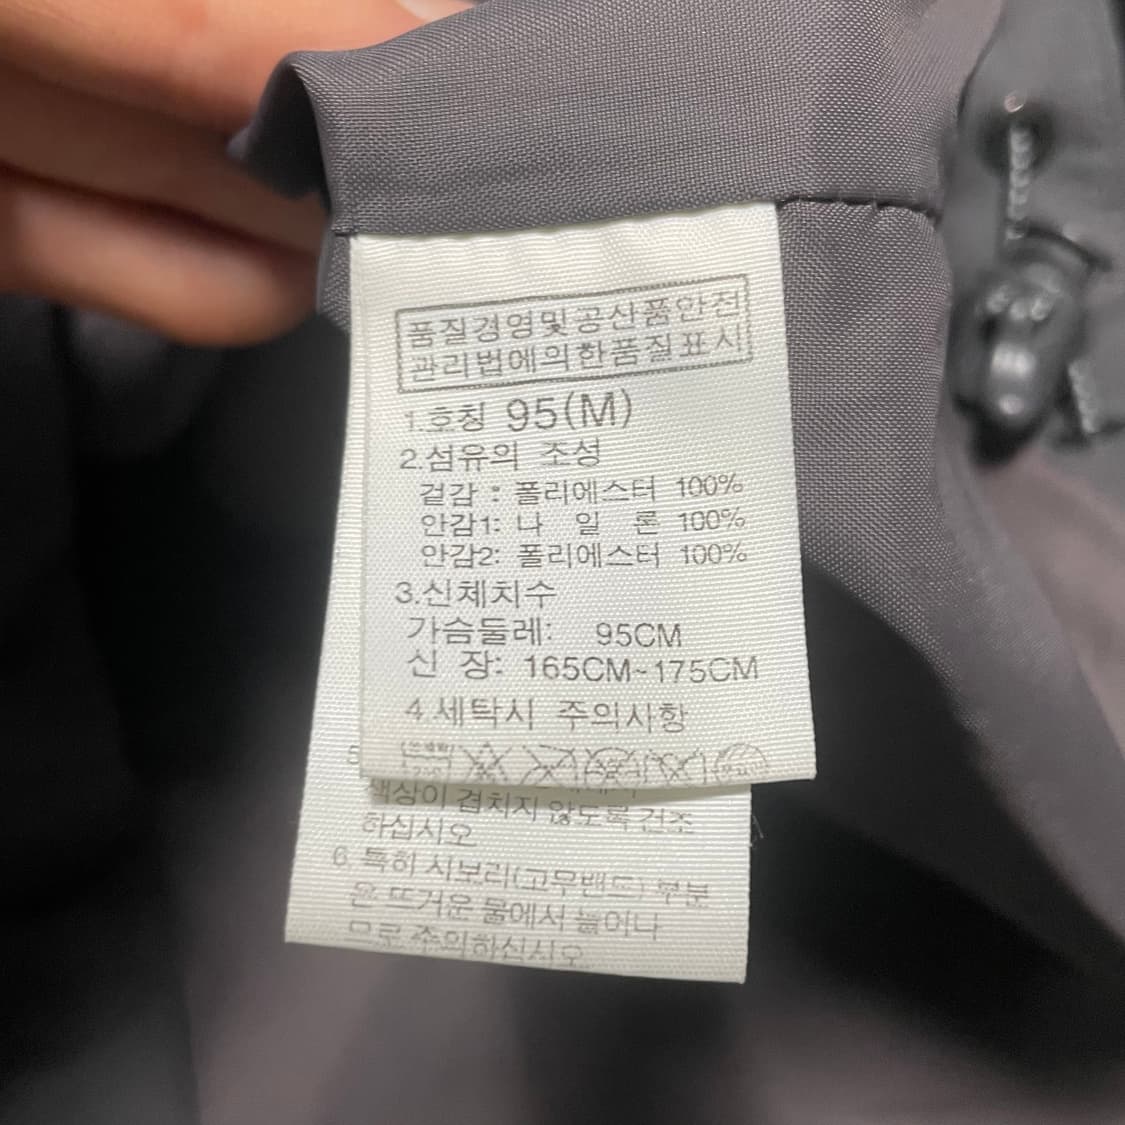 품질경영및공산품안전
관리법에의한품질표시
1.호칭 95(M)
2.섬유의 조성
겉감 : 폴리에스터 100%
안감1: 나 일 론 100%
안감2: 폴리에스터 100%
3.신체치수
가슴둘레: 95CM
신 장: 165CM~175CM
4.세탁시 주의사항
5
색상이 겹치지 않도록 건조
하십시오
6. 특히 시보리(고무밴드) 부분
은 뜨거운 물에서 늘어나
므로 주의하십시오